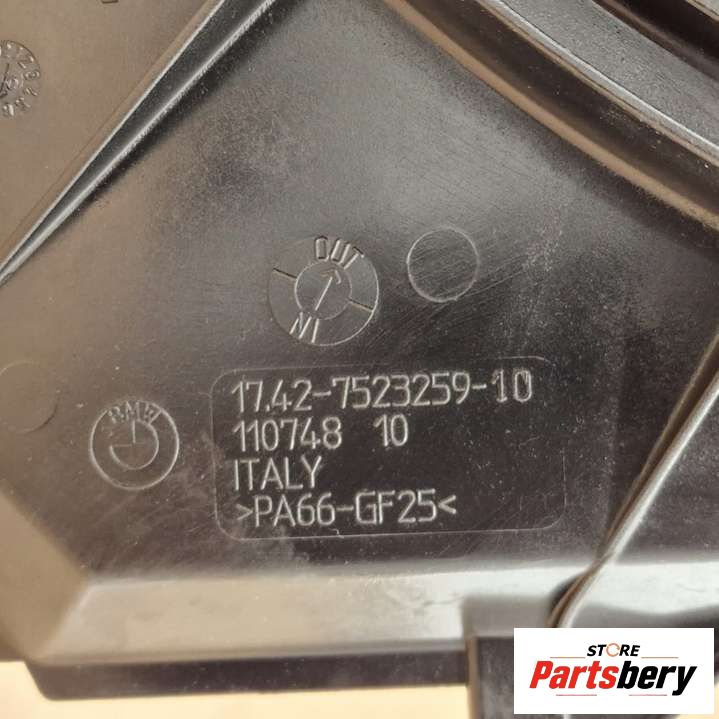 OUT
IN
BMW
17.42-7523259-10
110748 10
ITALY
>PA66-GF25<
STORE
Partsbery